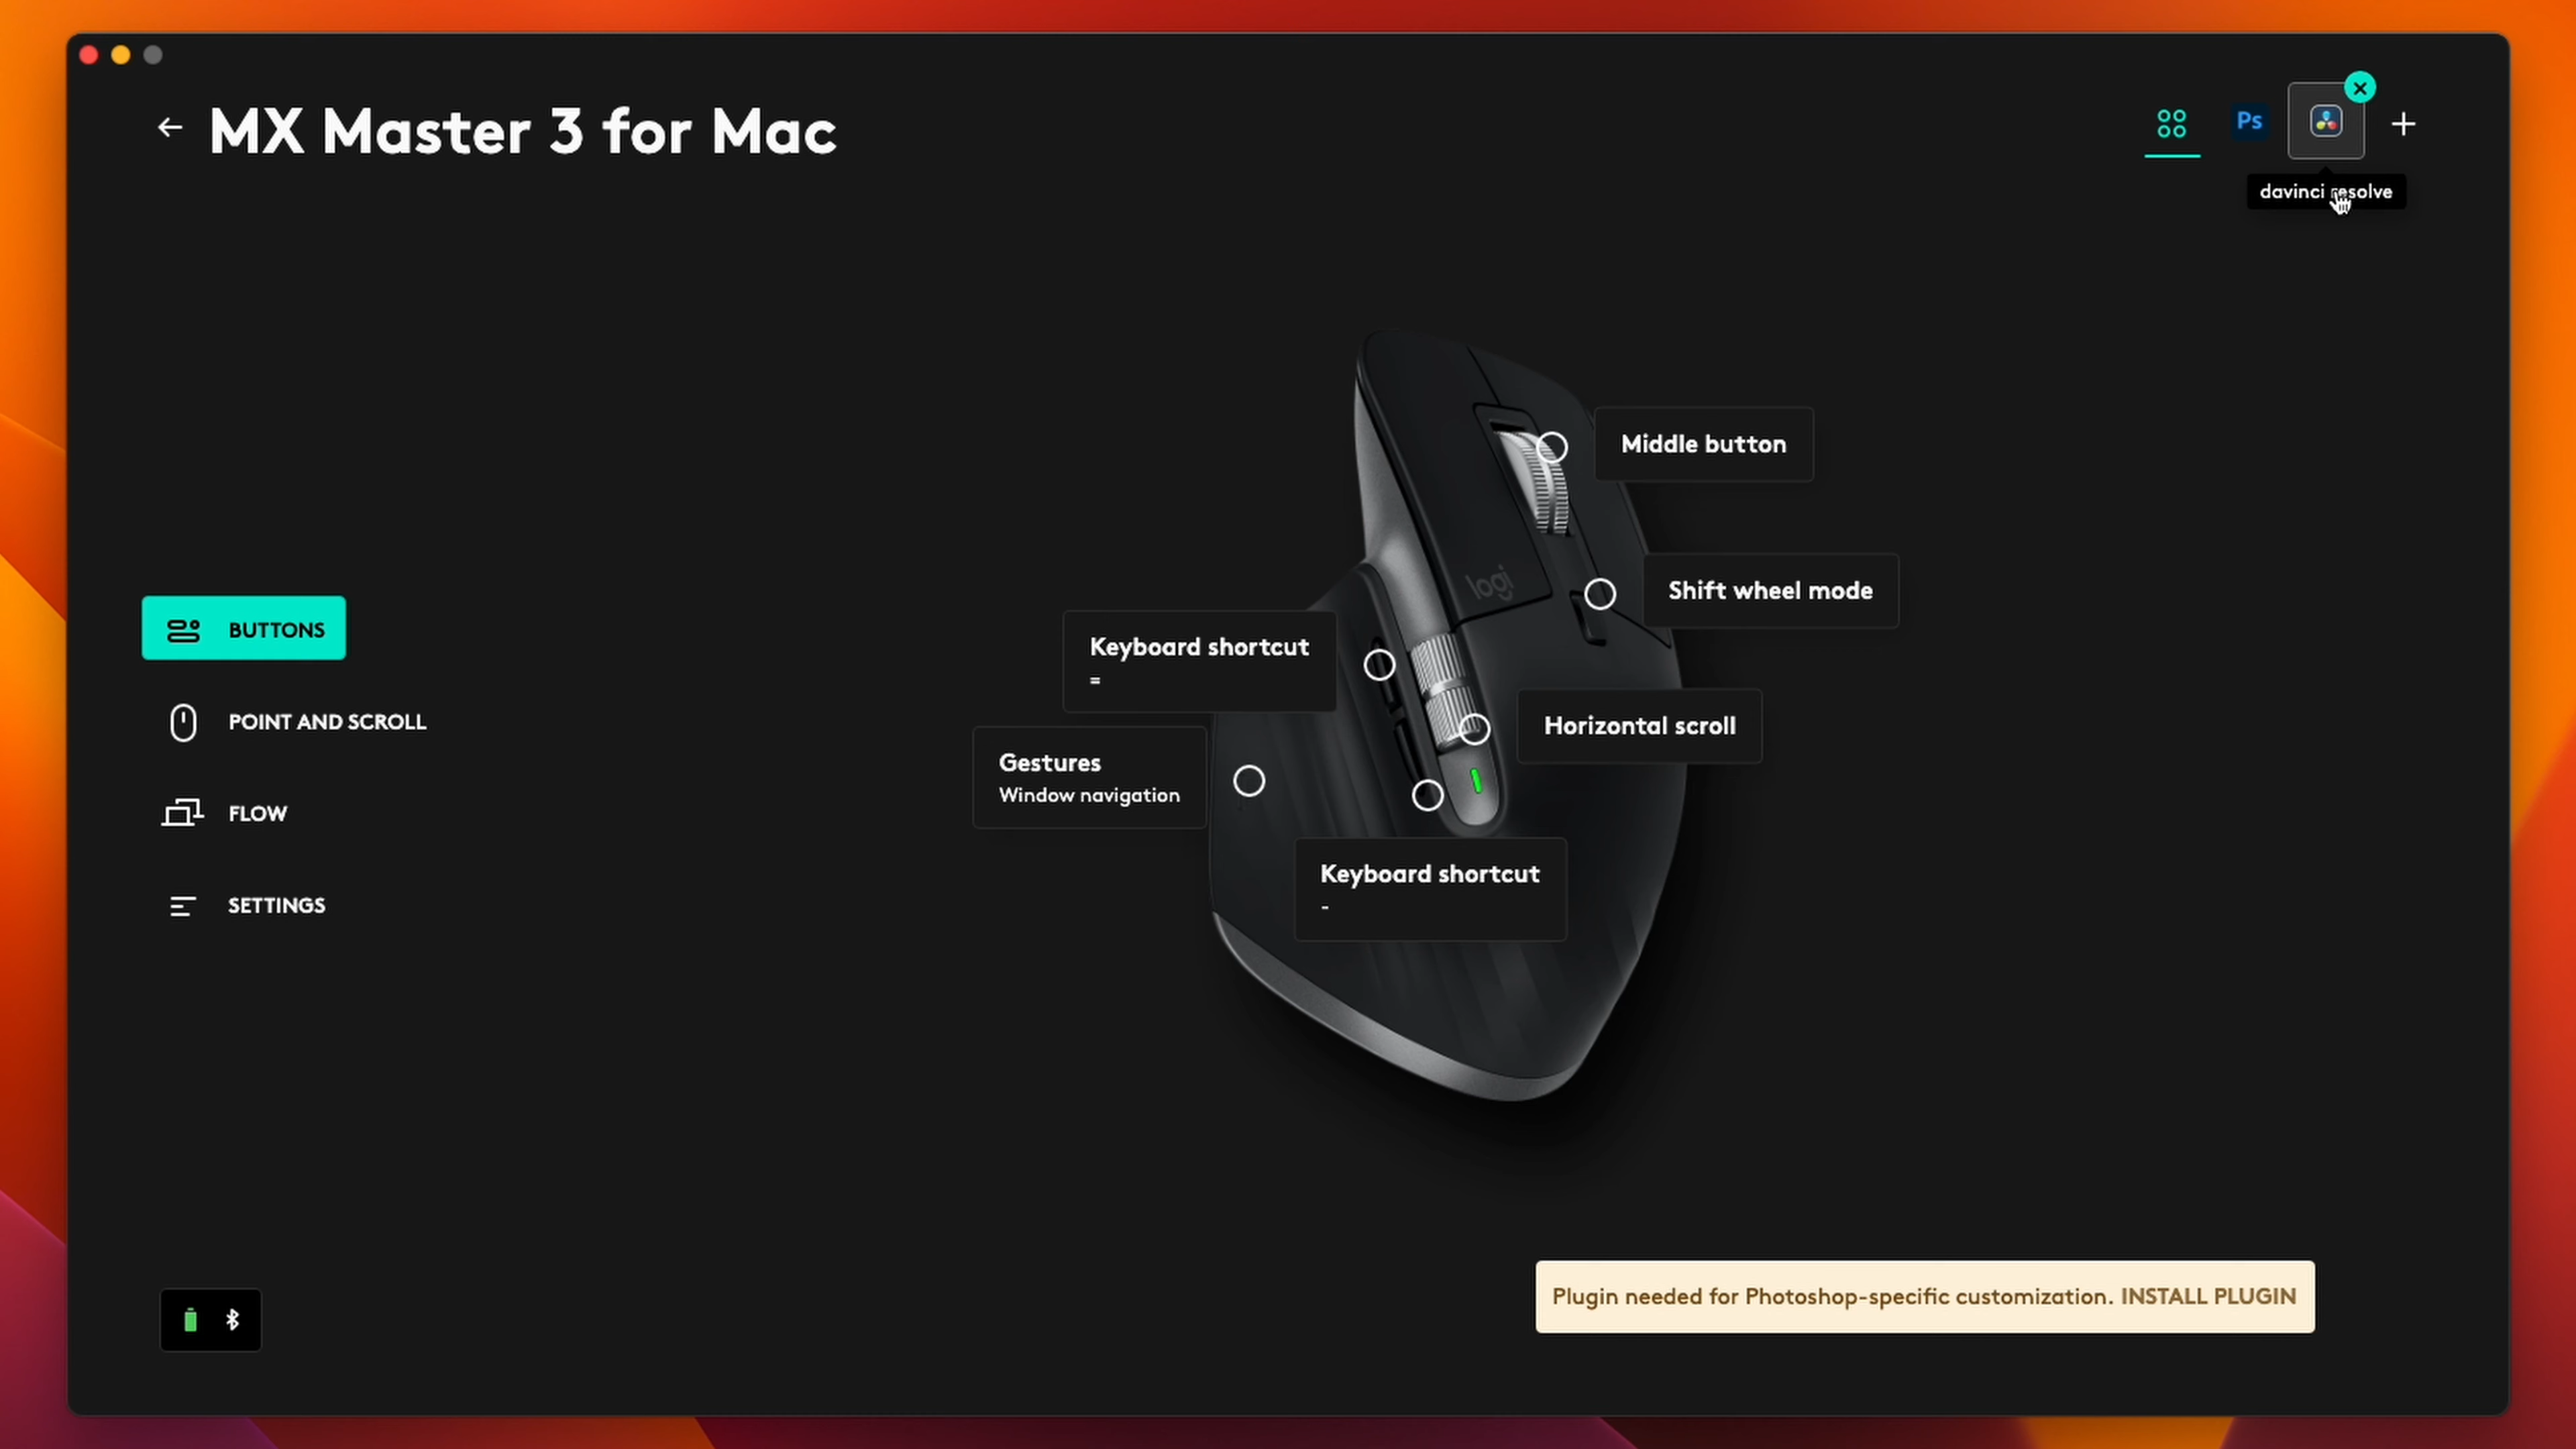 MX Master 3 for Mac
Ps
davinci resolve
Middle button
logi
Shift wheel mode
BUTTONS
Keyboard shortcut
=
POINT AND SCROLL
Horizontal scroll
Gestures
Window navigation
FLOW
Keyboard shortcut
-
SETTINGS
Plugin needed for Photoshop-specific customization. INSTALL PLUGIN